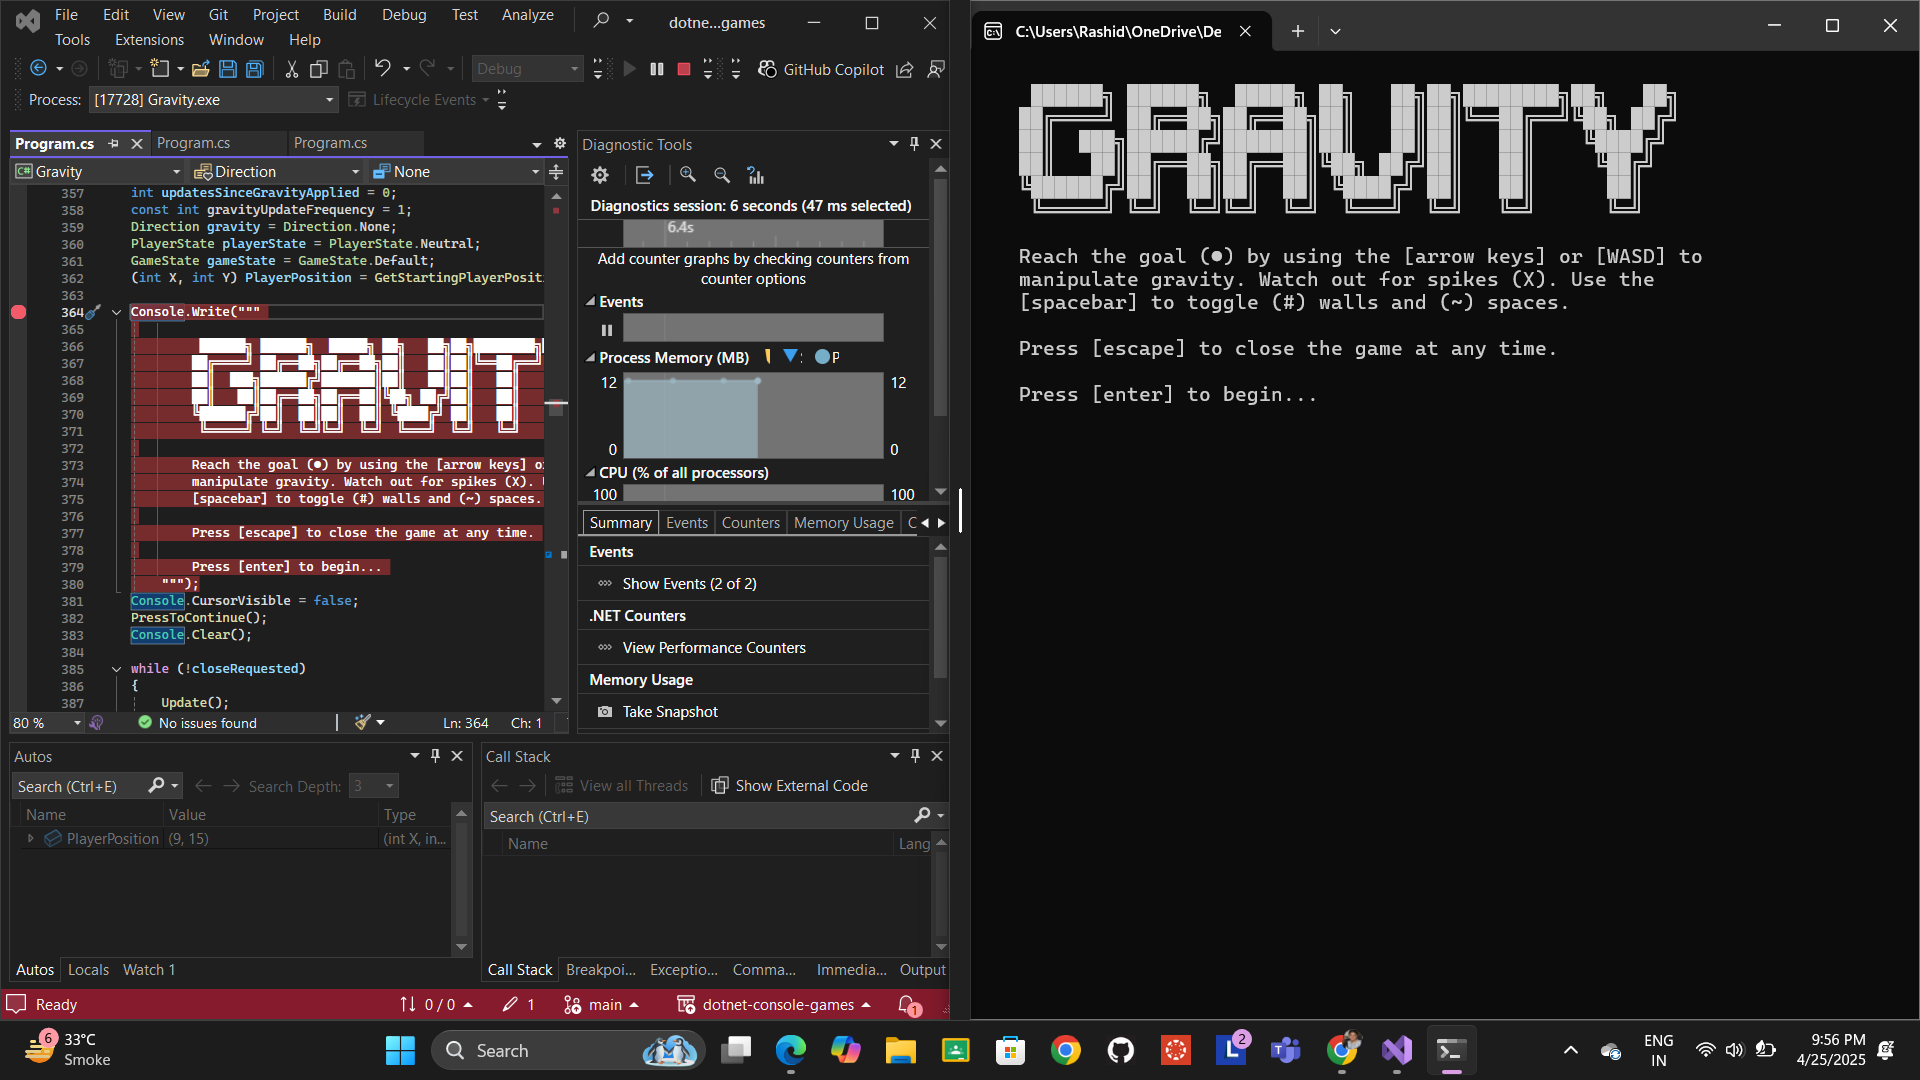 File Edit View Git Project Build Debug Test Analyze dotne...games
Tools Extensions Window Help
Debug GitHub Copilot
Process: [17728] Gravity.exe Lifecycle Events
Program.cs Program.cs Program.cs
C# Gravity Direction None
357 int updatesSinceGravityApplied = 0;
358 const int gravityUpdateFrequency = 1;
359 Direction gravity = Direction.None;
360 PlayerState playerState = PlayerState.Neutral;
361 GameState gameState = GameState.Default;
362 (int X, int Y) PlayerPosition = GetStartingPlayerPosit
363
364 Console.Write("""
365
366
367
368 GRAVIT
369
370
371
372
373 Reach the goal (●) by using the [arrow keys] o
374 manipulate gravity. Watch out for spikes (X).
375 [spacebar] to toggle (#) walls and (~) spaces.
376
377 Press [escape] to close the game at any time.
378
379 Press [enter] to begin...
380 """);
381 Console.CursorVisible = false;
382 PressToContinue();
383 Console.Clear();
384
385 while (!closeRequested)
386 {
387 Update();
80 % No issues found Ln: 364 Ch: 1
Diagnostic Tools
Diagnostics session: 6 seconds (47 ms selected)
6.4s
Add counter graphs by checking counters from
counter options
Events
Process Memory (MB) P
12 12
0 0
CPU (% of all processors)
100 100
Summary Events Counters Memory Usage C
Events
Show Events (2 of 2)
.NET Counters
View Performance Counters
Memory Usage
Take Snapshot
Autos
Search (Ctrl+E) Search Depth: 3
Name Value Type
PlayerPosition (9, 15) (int X, in...
Autos Locals Watch 1
Call Stack
View all Threads Show External Code
Search (Ctrl+E)
Name Lang
Call Stack Breakpoi... Exceptio... Comma... Immedia... Output
Ready 0 / 0 1 main dotnet-console-games 1
C:\Users\Rashid\OneDrive\De
GRAVITY
Reach the goal (●) by using the [arrow keys] or [WASD] to
manipulate gravity. Watch out for spikes (X). Use the
[spacebar] to toggle (#) walls and (~) spaces.
Press [escape] to close the game at any time.
Press [enter] to begin...
6 33°C
Smoke
Search
L 2
ENG
IN
9:56 PM
4/25/2025